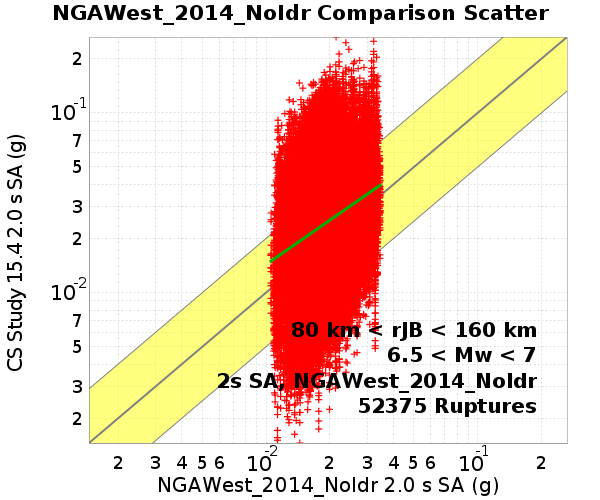 NGAWest_2014_NoIdr Comparison Scatter
CS Study 15.4 2.0 s SA (g)
2
10-1
7
5
3
2
10-2
7
5
3
2
80 km < rJB < 160 km
6.5 < Mw < 7
2s SA, NGAWest_2014_NoIdr
52375 Ruptures
2 3 4 5 6 10-2 2 3 4 5 6 10-1 2
NGAWest_2014_NoIdr 2.0 s SA (g)